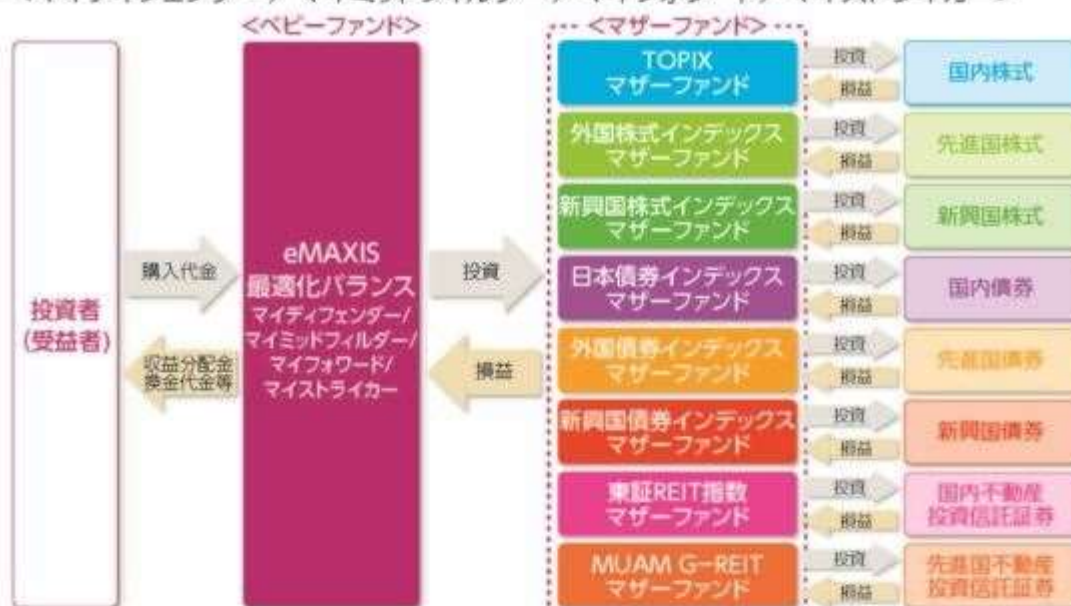 <ベビーファンド>
<マザーファンド>
投資者
(受益者)
購入代金
収益分配金
換金代金等
eMAXIS
最適化バランス
マイディフェンダー/
マイミッドフィルダー/
マイフォワード/
マイストライカー
投資
損益
TOPIX
マザーファンド
投資
損益
国内株式
外国株式インデックス
マザーファンド
投資
損益
先進国株式
新興国株式インデックス
マザーファンド
投資
損益
新興国株式
日本債券インデックス
マザーファンド
投資
損益
国内債券
外国債券インデックス
マザーファンド
投資
損益
先進国債券
新興国債券インデックス
マザーファンド
投資
損益
新興国債券
東証REIT指数
マザーファンド
投資
損益
国内不動産
投資信託証券
MUAM G-REIT
マザーファンド
投資
損益
先進国不動産
投資信託証券